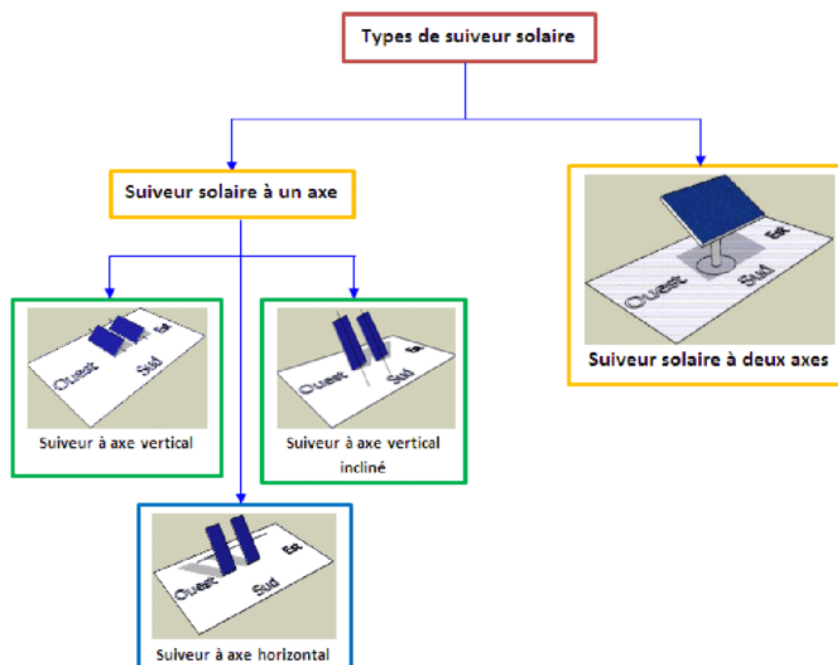 Types de suiveur solaire
Suiveur solaire à un axe
Ouest
Sud
Est
Suiveur solaire à deux axes
Ouest
Sud
Est
Suiveur à axe vertical
Ouest
Sud
Est
Suiveur à axe vertical
incliné
Ouest
Sud
Est
Suiveur à axe horizontal